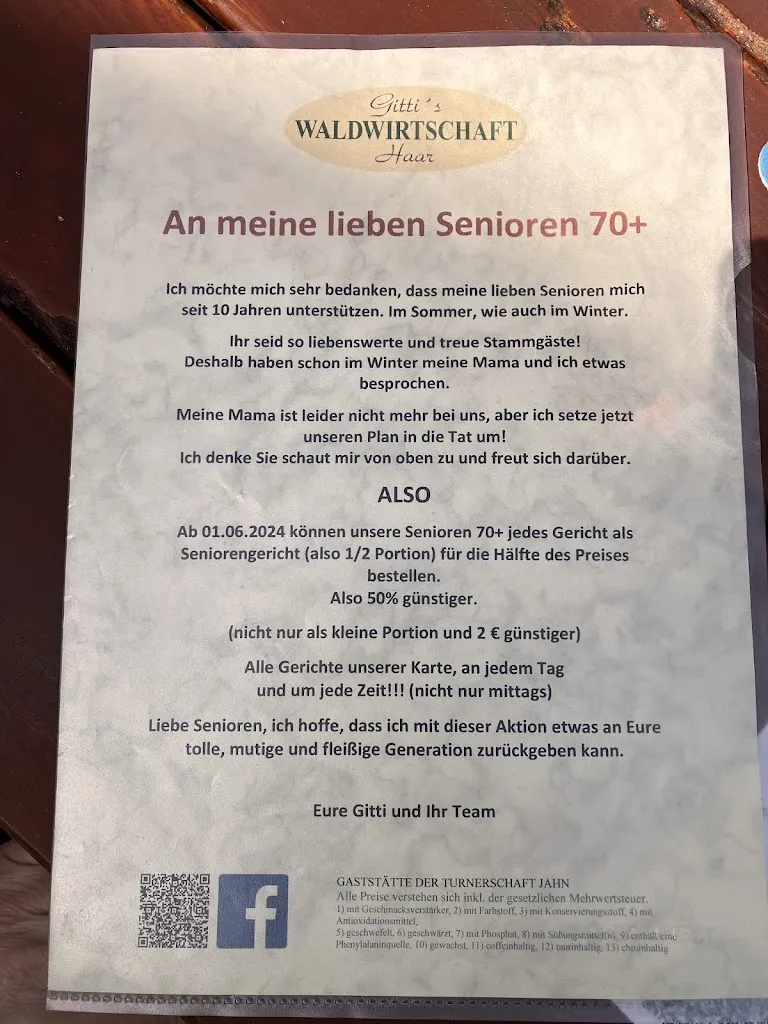 Gitti's
WALDWIRTSCHAFT
Haar
An meine lieben Senioren 70+
Ich möchte mich sehr bedanken, dass meine lieben Senioren mich
seit 10 Jahren unterstützen. Im Sommer, wie auch im Winter.
Ihr seid so liebenswerte und treue Stammgäste!
Deshalb haben schon im Winter meine Mama und ich etwas
besprochen.
Meine Mama ist leider nicht mehr bei uns, aber ich setze jetzt
unseren Plan in die Tat um!
Ich denke Sie schaut mir von oben zu und freut sich darüber.
ALSO
Ab 01.06.2024 können unsere Senioren 70+ jedes Gericht als
Seniorengericht (also 1/2 Portion) für die Hälfte des Preises
bestellen.
Also 50% günstiger.
(nicht nur als kleine Portion und 2 € günstiger)
Alle Gerichte unserer Karte, an jedem Tag
und um jede Zeit!!! (nicht nur mittags)
Liebe Senioren, ich hoffe, dass ich mit dieser Aktion etwas an Eure
tolle, mutige und fleißige Generation zurückgeben kann.
Eure Gitti und Ihr Team
f
GASTSTÄTTE DER TURNERSCHAFT JAHN
Alle Preise verstehen sich inkl. der gesetzlichen Mehrwertsteuer.
1) mit Geschmacksverstärker, 2) mit Farbstoff, 3) mit Konservierungsstoff, 4) mit
Antioxidationsmittel,
5) geschwefelt, 6) geschwärzt, 7) mit Phosphat, 8) mit Süßungsmittel(n), 9) enthält eine
Phenylalaninquelle, 10) gewachst, 11) coffeinhaltig, 12) taurinhaltig, 13) chininhaltig